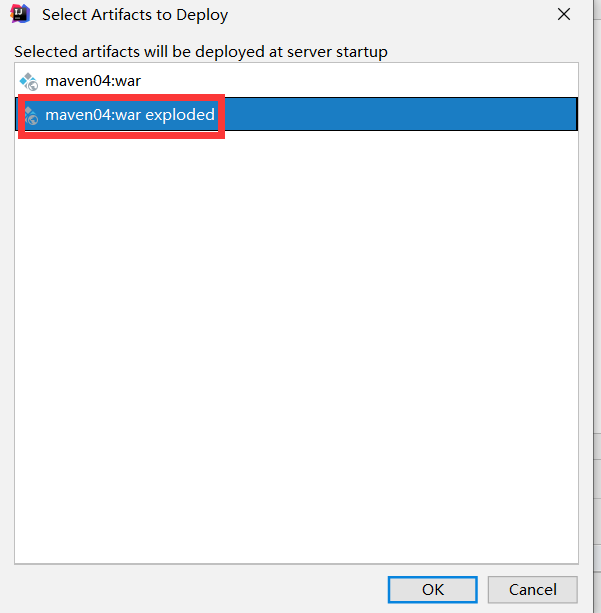 Select Artifacts to Deploy
Selected artifacts will be deployed at server startup
maven04:war
maven04:war exploded
OK
Cancel